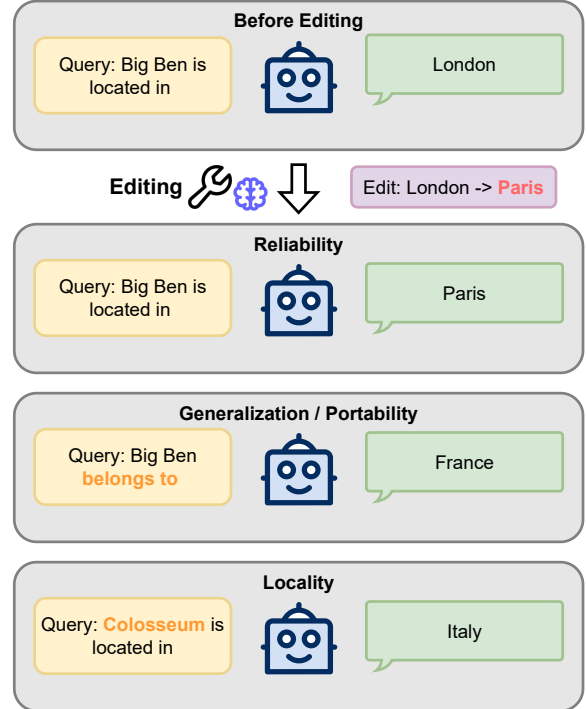 Before Editing
Query: Big Ben is
located in
London
Editing
Edit: London -> Paris
Reliability
Query: Big Ben is
located in
Paris
Generalization / Portability
Query: Big Ben
belongs to
France
Locality
Query: Colosseum is
located in
Italy